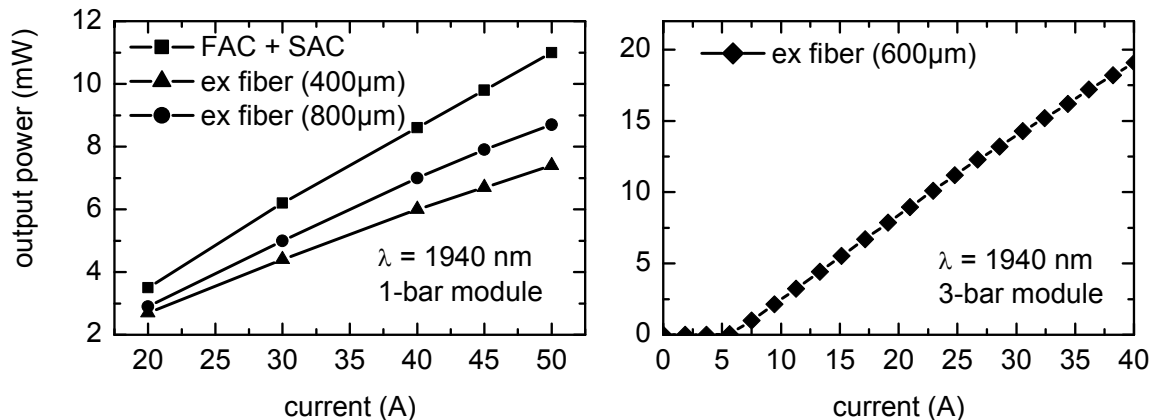 output power (mW)
12
10
8
6
4
2
FAC + SAC
ex fiber (400µm)
ex fiber (800µm)
λ = 1940 nm
1-bar module
20 25 30 35 40 45 50
current (A)
20
15
10
5
0
ex fiber (600µm)
λ = 1940 nm
3-bar module
0 5 10 15 20 25 30 35 40
current (A)